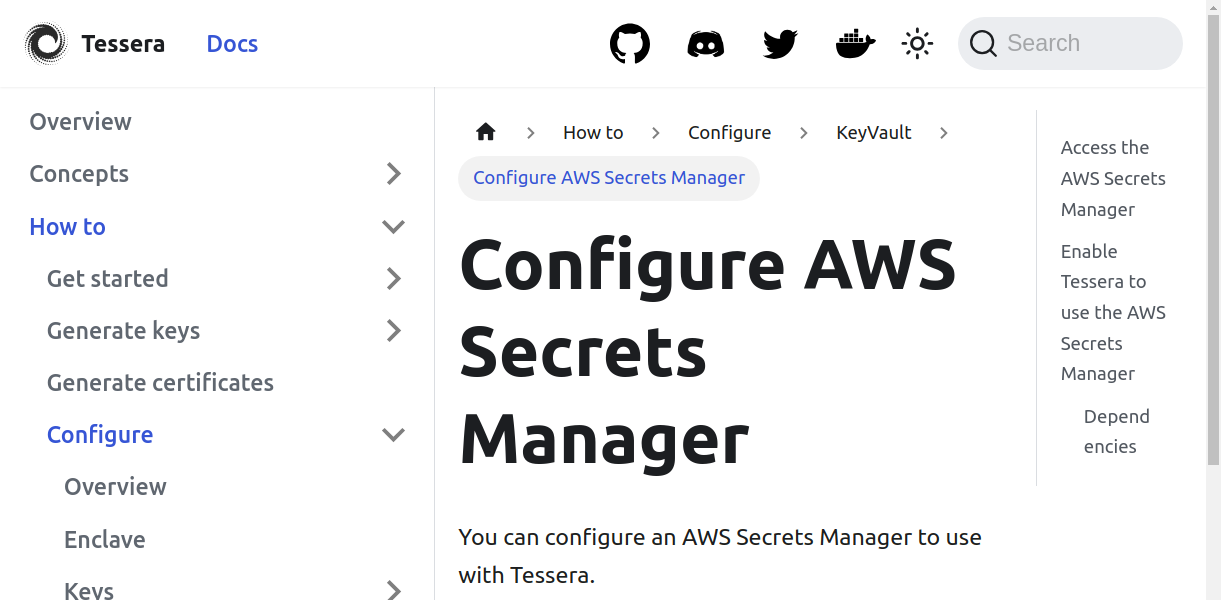 Tessera
Docs
Search
Overview
Concepts
How to
Get started
Generate keys
Generate certificates
Configure
Overview
Enclave
Keys
How to
Configure
KeyVault
Configure AWS Secrets Manager
Configure AWS
Secrets
Manager
You can configure an AWS Secrets Manager to use
with Tessera.
Access the
AWS Secrets
Manager
Enable
Tessera to
use the AWS
Secrets
Manager
Depend
encies